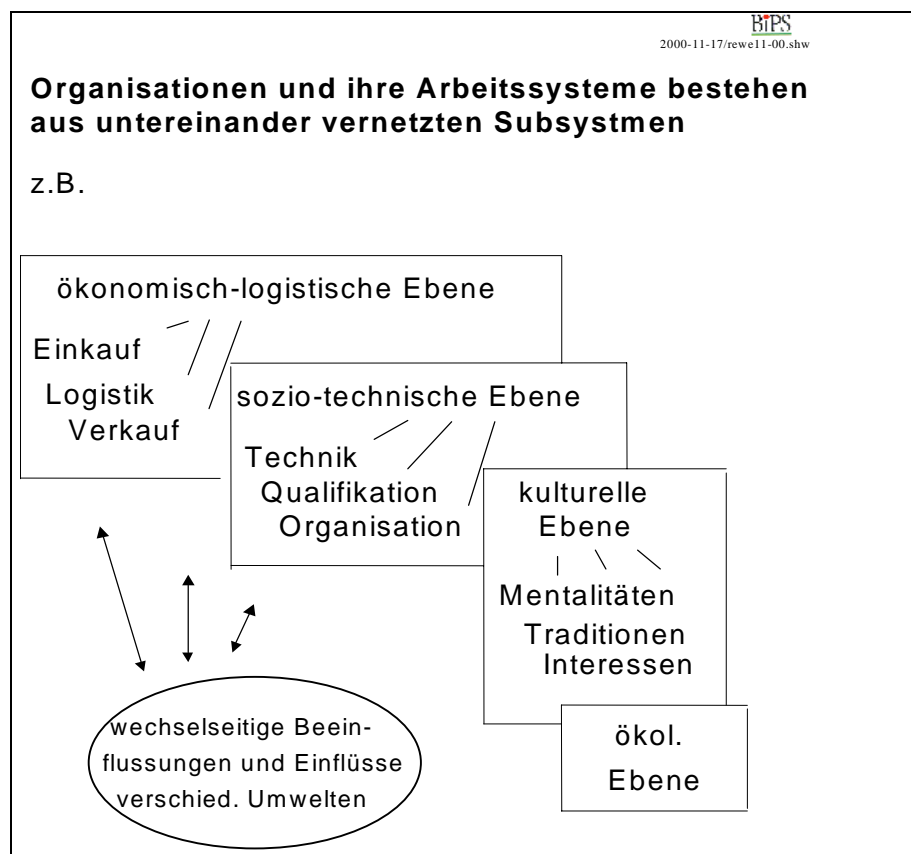 BiPS
2000-11-17/rewe11-00.shw
Organisationen und ihre Arbeitssysteme bestehen
aus untereinander vernetzten Subsystmen
z.B.
ökonomisch-logistische Ebene
Einkauf
Logistik
Verkauf
sozio-technische Ebene
Technik
Qualifikation
Organisation
kulturelle
Ebene
Mentalitäten
Traditionen
Interessen
ökol.
Ebene
wechselseitige Beein-
flussungen und Einflüsse
verschied. Umwelten